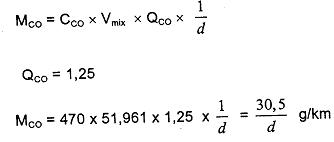 M_CO = C_CO × V_mix × Q_CO × 1/d
Q_CO = 1,25
M_CO = 470 x 51,961 x 1,25 x 1/d = 30,5/d g/km